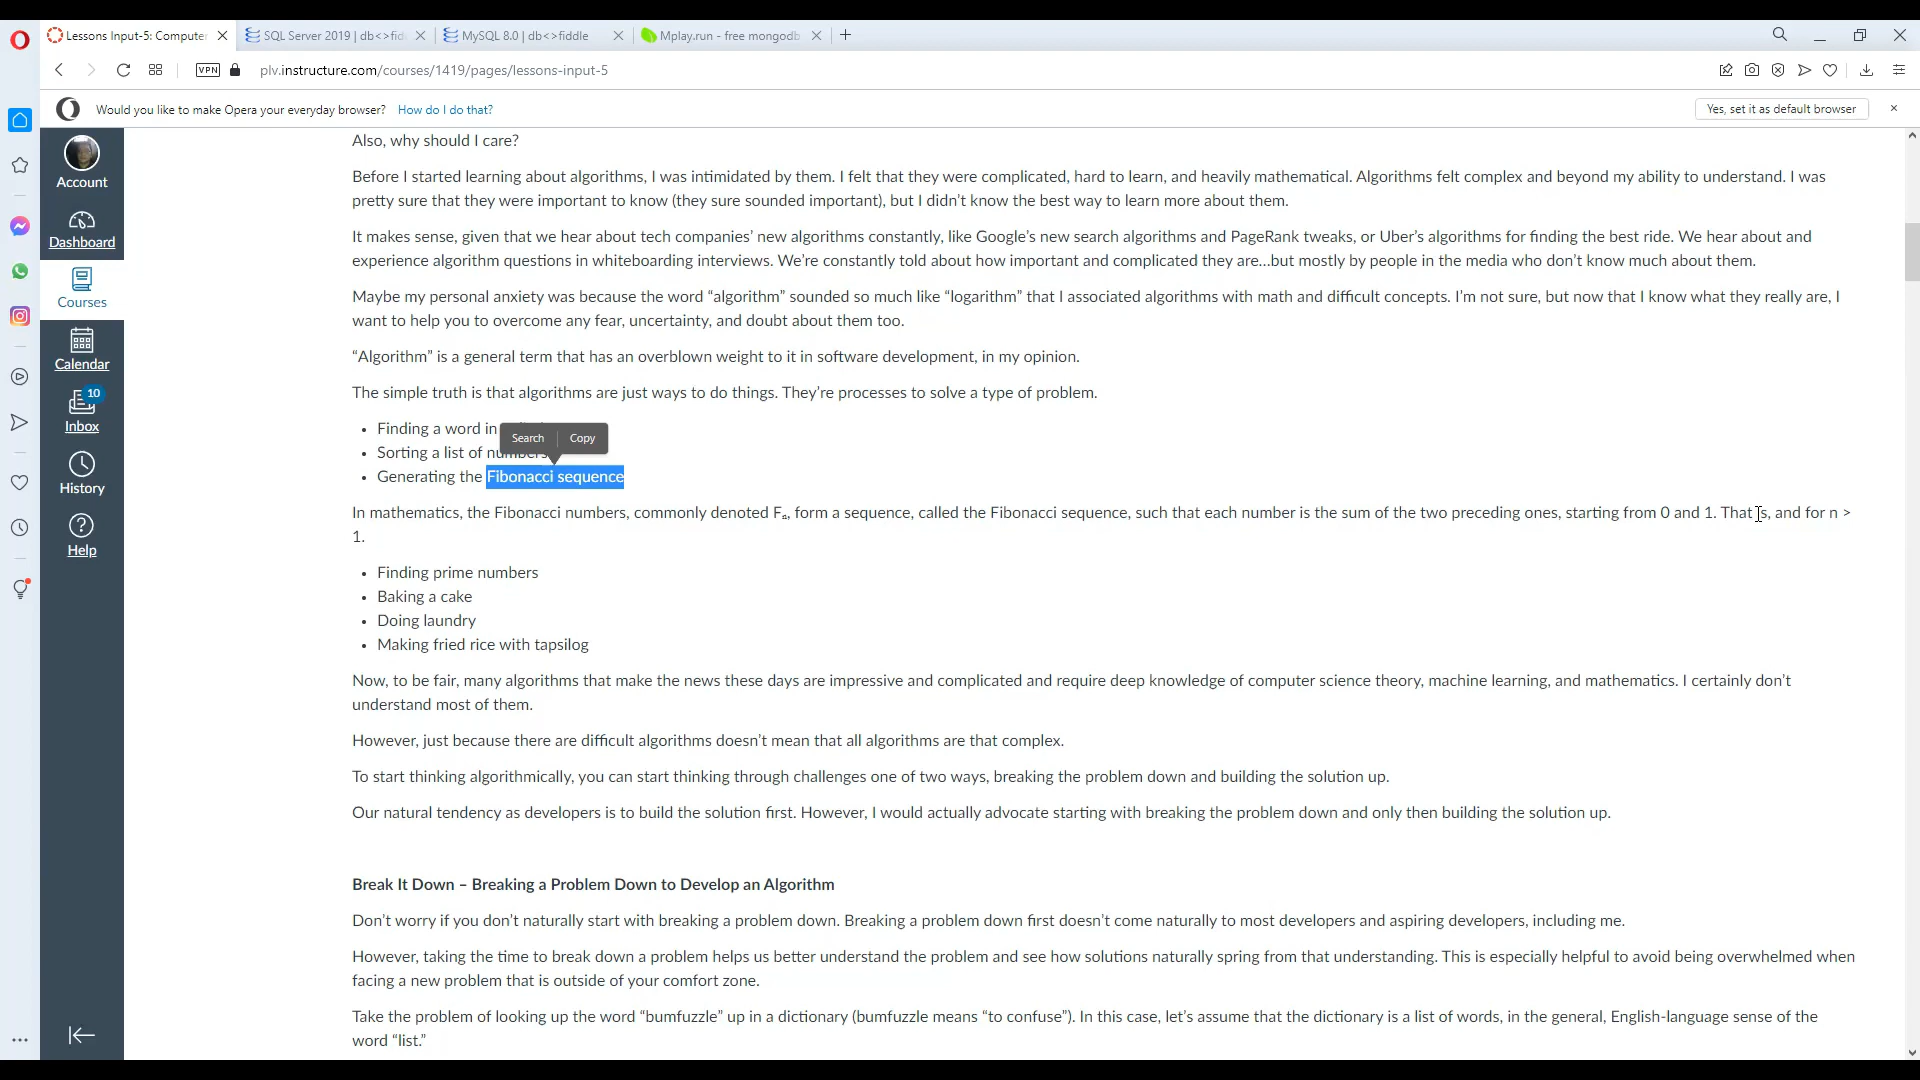 Lessons Input-5: Computer
SQL Server 2019 | db<>fid
MySQL 8.0 | db<>fiddle
Mplay.run - free mongodb
VPN
plv.instructure.com/courses/1419/pages/lessons-input-5
Would you like to make Opera your everyday browser? How do I do that?
Yes, set it as default browser
Account
Dashboard
Courses
Calendar
10
Inbox
History
Help
Also, why should I care?
Before I started learning about algorithms, I was intimidated by them. I felt that they were complicated, hard to learn, and heavily mathematical. Algorithms felt complex and beyond my ability to understand. I was
pretty sure that they were important to know (they sure sounded important), but I didn’t know the best way to learn more about them.
It makes sense, given that we hear about tech companies’ new algorithms constantly, like Google’s new search algorithms and PageRank tweaks, or Uber’s algorithms for finding the best ride. We hear about and
experience algorithm questions in whiteboarding interviews. We’re constantly told about how important and complicated they are…but mostly by people in the media who don’t know much about them.
Maybe my personal anxiety was because the word “algorithm” sounded so much like “logarithm” that I associated algorithms with math and difficult concepts. I’m not sure, but now that I know what they really are, I
want to help you to overcome any fear, uncertainty, and doubt about them too.
“Algorithm” is a general term that has an overblown weight to it in software development, in my opinion.
The simple truth is that algorithms are just ways to do things. They’re processes to solve a type of problem.
• Finding a word in
Search Copy
• Sorting a list of numbers
• Generating the Fibonacci sequence
In mathematics, the Fibonacci numbers, commonly denoted Fₙ, form a sequence, called the Fibonacci sequence, such that each number is the sum of the two preceding ones, starting from 0 and 1. That is, and for n >
1.
• Finding prime numbers
• Baking a cake
• Doing laundry
• Making fried rice with tapsilog
Now, to be fair, many algorithms that make the news these days are impressive and complicated and require deep knowledge of computer science theory, machine learning, and mathematics. I certainly don’t
understand most of them.
However, just because there are difficult algorithms doesn’t mean that all algorithms are that complex.
To start thinking algorithmically, you can start thinking through challenges one of two ways, breaking the problem down and building the solution up.
Our natural tendency as developers is to build the solution first. However, I would actually advocate starting with breaking the problem down and only then building the solution up.
Break It Down – Breaking a Problem Down to Develop an Algorithm
Don’t worry if you don’t naturally start with breaking a problem down. Breaking a problem down first doesn’t come naturally to most developers and aspiring developers, including me.
However, taking the time to break down a problem helps us better understand the problem and see how solutions naturally spring from that understanding. This is especially helpful to avoid being overwhelmed when
facing a new problem that is outside of your comfort zone.
Take the problem of looking up the word “bumfuzzle” up in a dictionary (bumfuzzle means “to confuse”). In this case, let’s assume that the dictionary is a list of words, in the general, English-language sense of the
word “list.”